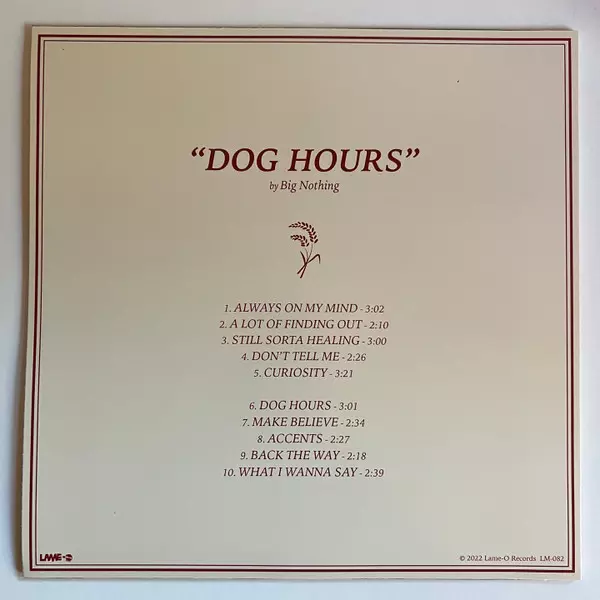 “DOG HOURS”
by Big Nothing
1. ALWAYS ON MY MIND - 3:02
2. A LOT OF FINDING OUT - 2:10
3. STILL SORTA HEALING - 3:00
4. DON'T TELL ME - 2:26
5. CURIOSITY - 3:21
6. DOG HOURS - 3:01
7. MAKE BELIEVE - 2:34
8. ACCENTS - 2:27
9. BACK THE WAY - 2:18
10. WHAT I WANNA SAY - 2:39
LAME-O
© 2022 Lame-O Records LM-082